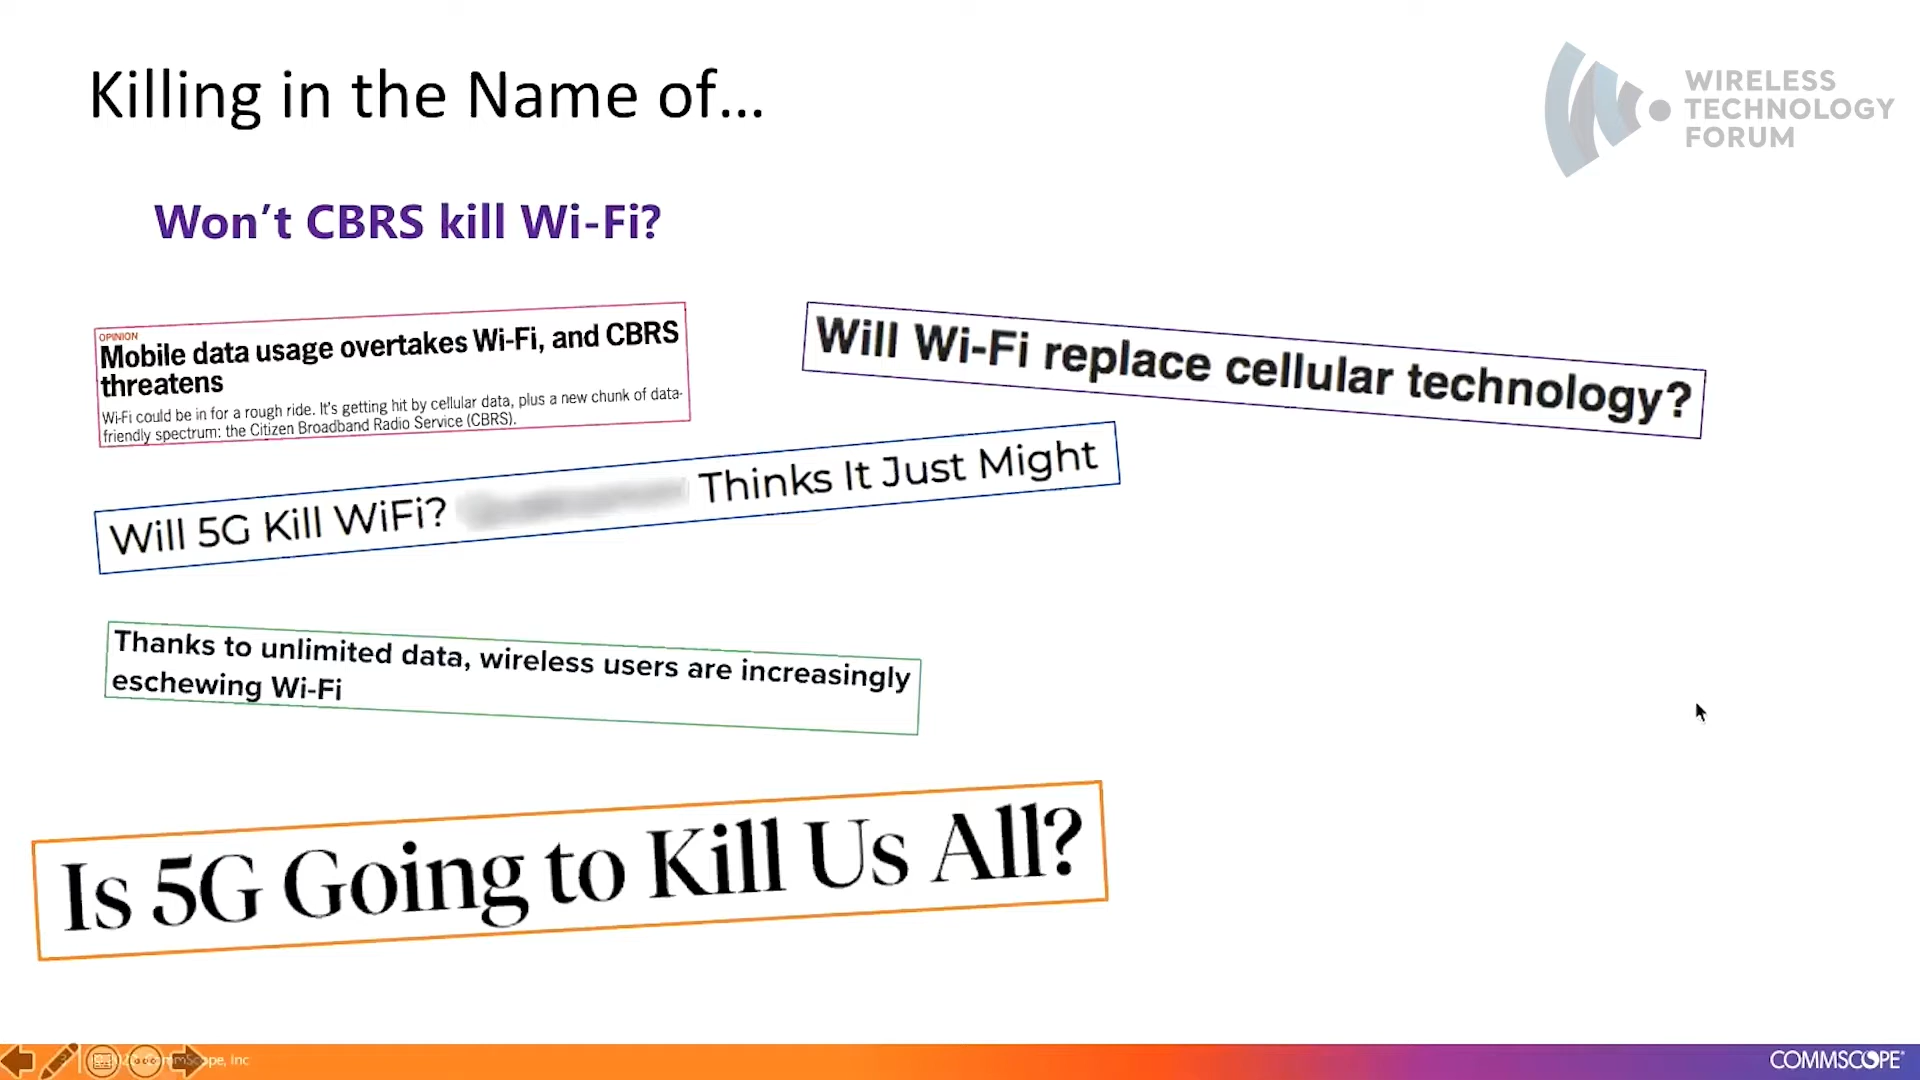 Killing in the Name of...
WIRELESS
TECHNOLOGY
FORUM
Won't CBRS kill Wi-Fi?
OPINION
Mobile data usage overtakes Wi-Fi, and CBRS
threatens
Wi-Fi could be in for a rough ride. It's getting hit by cellular data, plus a new chunk of data-
friendly spectrum: the Citizen Broadband Radio Service (CBRS).
Will Wi-Fi replace cellular technology?
Will 5G Kill WiFi? Thinks It Just Might
Thanks to unlimited data, wireless users are increasingly
eschewing Wi-Fi
Is 5G Going to Kill Us All?
CommScope, Inc
COMMSCOPE®